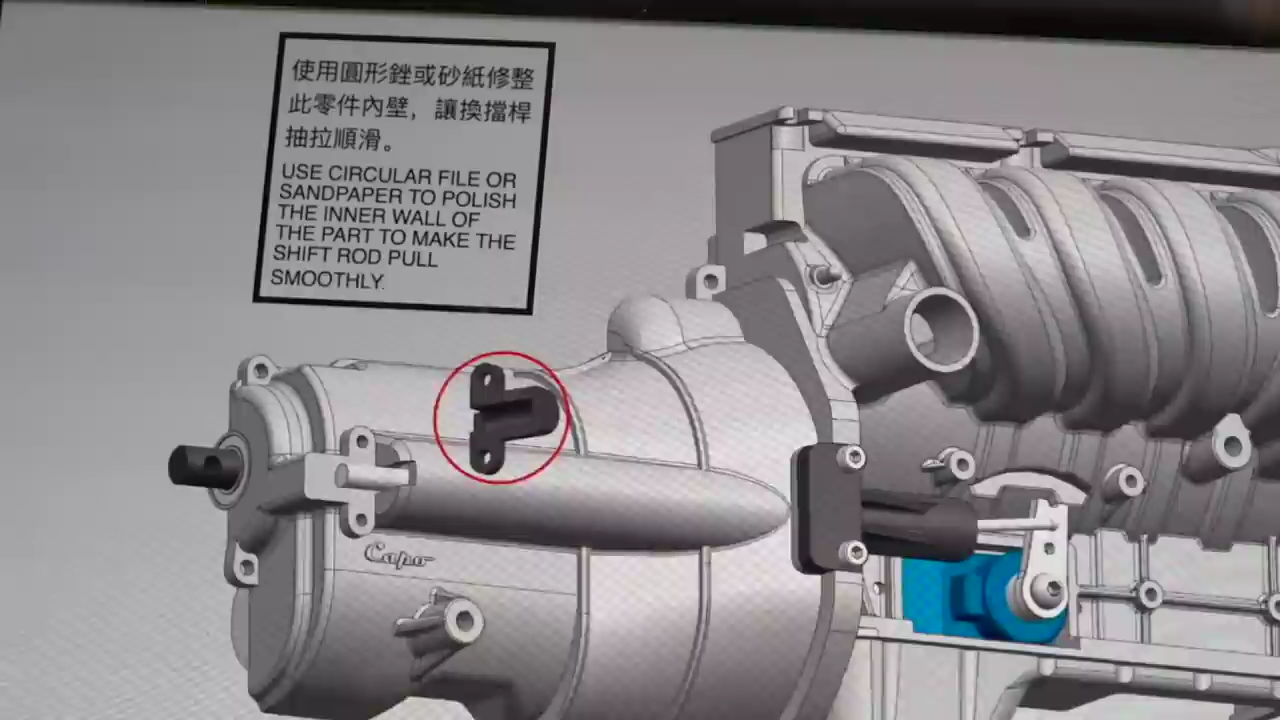 使用圓形銼或砂紙修整
此零件內壁，讓換擋桿
抽拉順滑。
USE CIRCULAR FILE OR
SANDPAPER TO POLISH
THE INNER WALL OF
THE PART TO MAKE THE
SHIFT ROD PULL
SMOOTHLY.
Capo